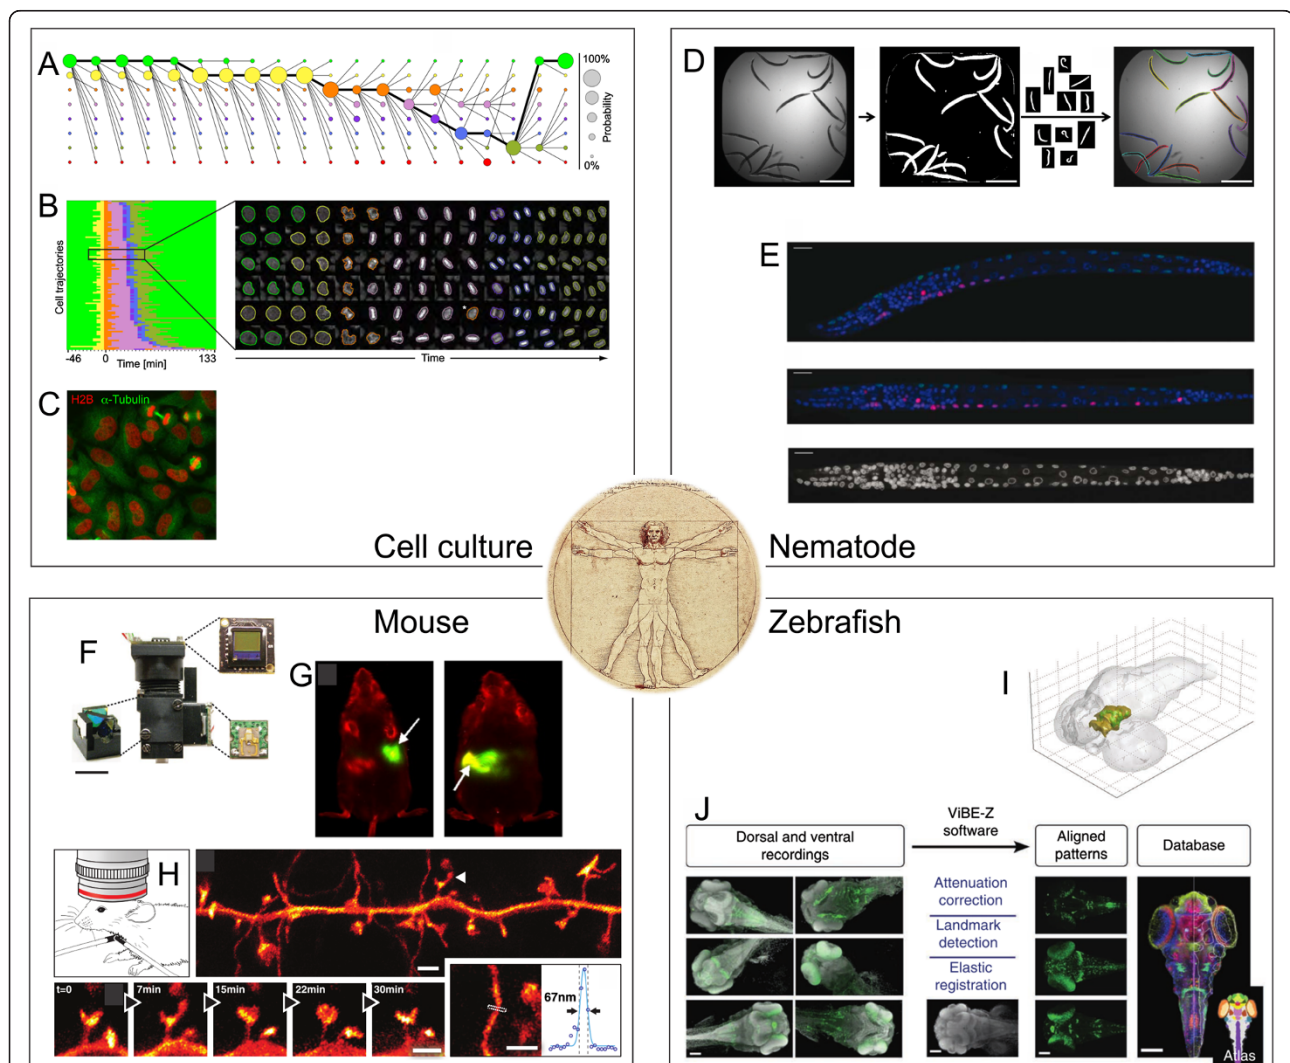 A
100%
Probability
0%
B
Cell trajectories
-46
0
133
Time [min]
Time
C
H2B α-Tubulin
Cell culture
D
E
Nematode
Mouse
F
G
H
t=0
7min
15min
22min
30min
67nm
Zebrafish
I
J
Dorsal and ventral
recordings
ViBE-Z
software
Aligned
patterns
Database
Attenuation
correction
Landmark
detection
Elastic
registration
Atlas